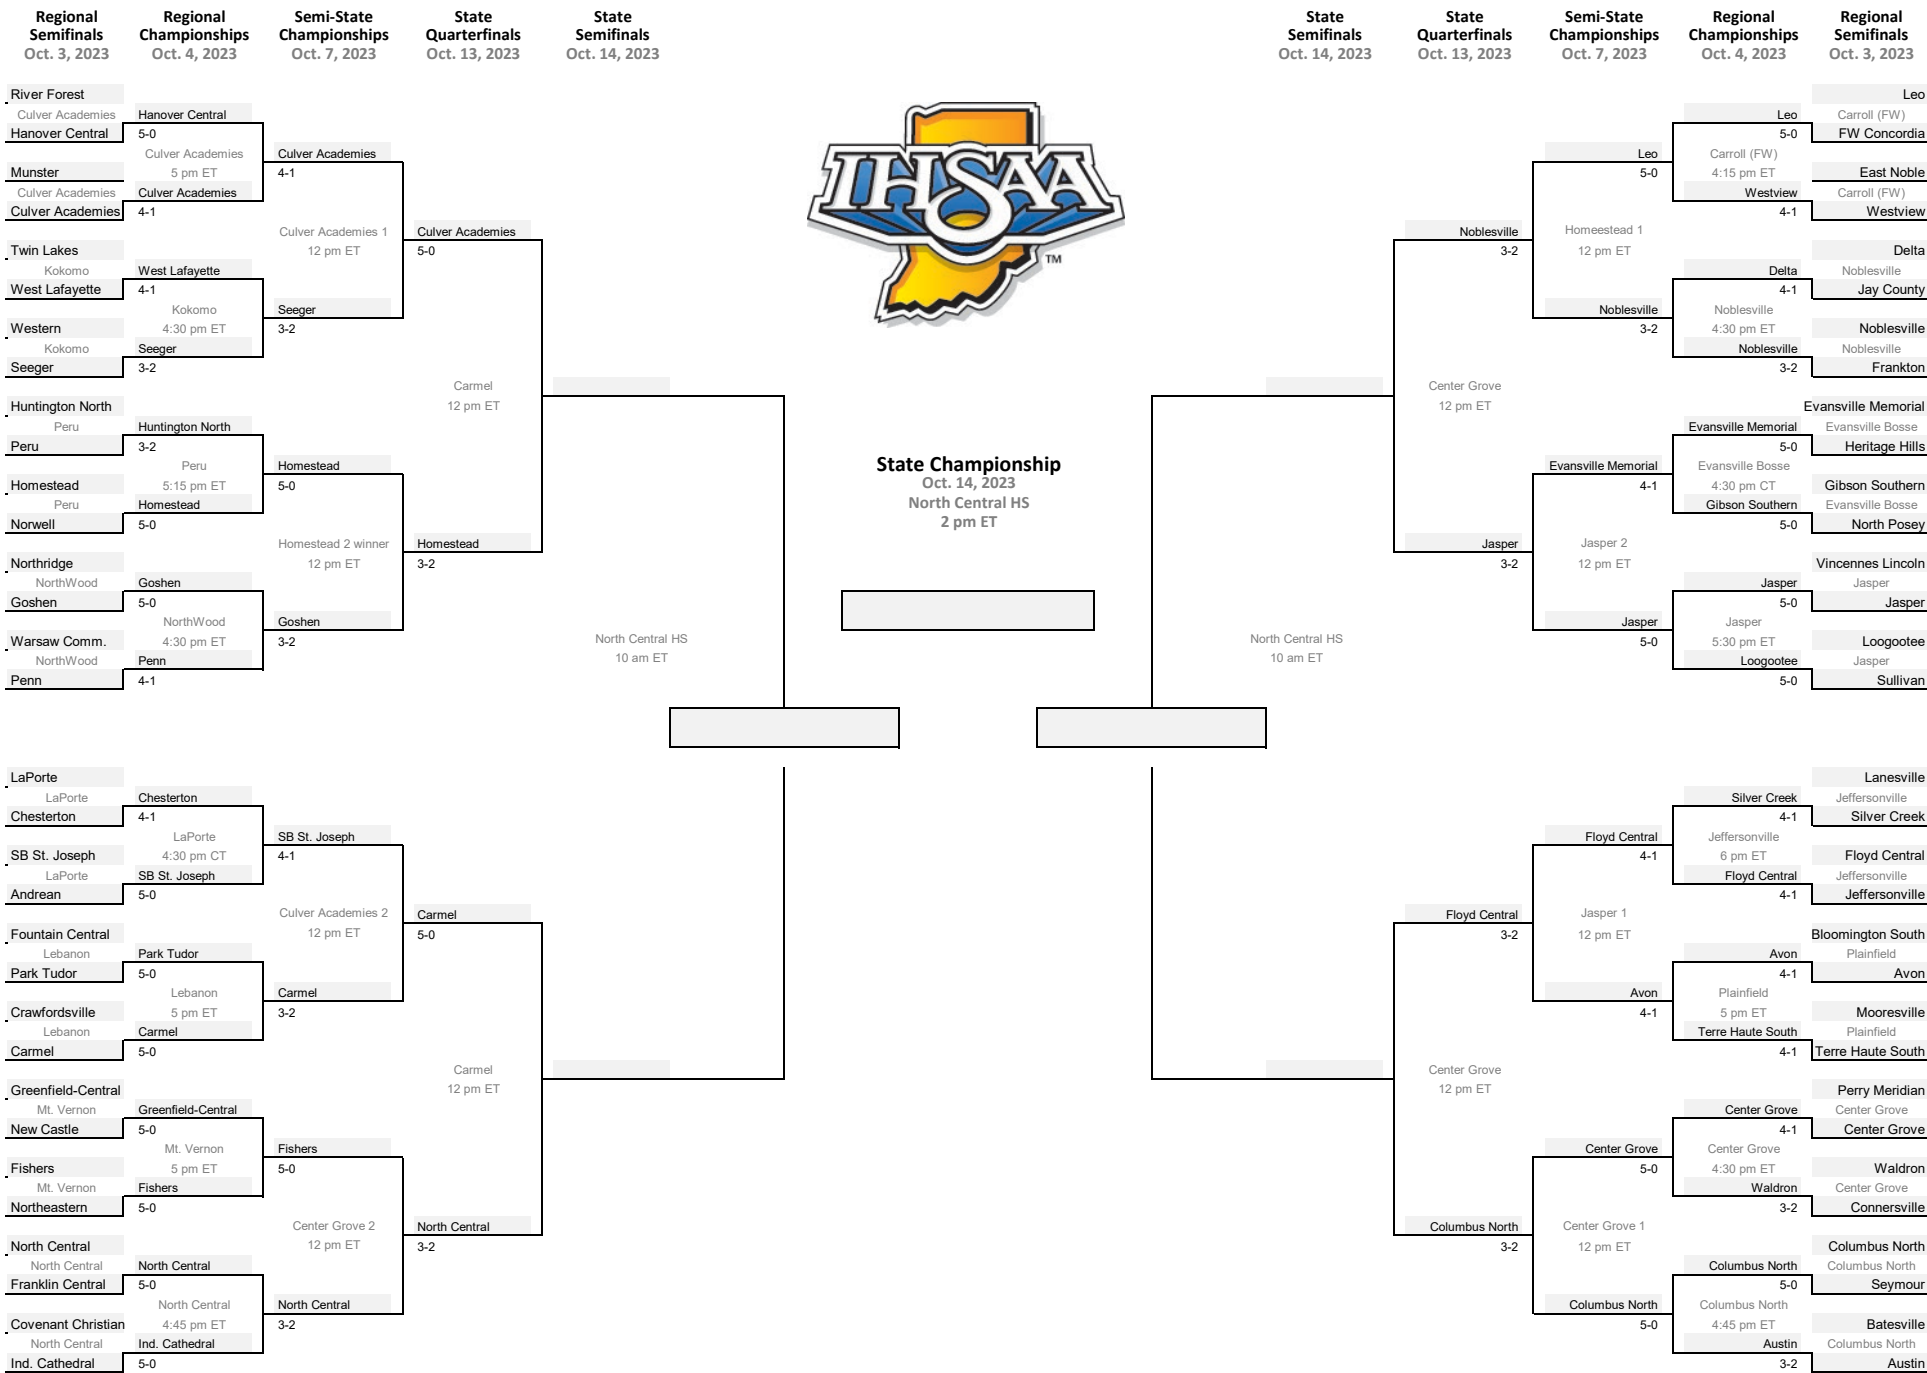 Regional
Semifinals
Oct. 3, 2023
Regional
Championships
Oct. 4, 2023
Semi-State
Championships
Oct. 7, 2023
State
Quarterfinals
Oct. 13, 2023
State
Semifinals
Oct. 14, 2023
State
Semifinals
Oct. 14, 2023
State
Quarterfinals
Oct. 13, 2023
Semi-State
Championships
Oct. 7, 2023
Regional
Championships
Oct. 4, 2023
Regional
Semifinals
Oct. 3, 2023
River Forest
Culver Academies
Hanover Central
Munster
Culver Academies
Culver Academies
Twin Lakes
Kokomo
West Lafayette
Western
Kokomo
Seeger
Huntington North
Peru
Peru
Homestead
Peru
Norwell
Northridge
NorthWood
Goshen
Warsaw Comm.
NorthWood
Penn
LaPorte
LaPorte
Chesterton
SB St. Joseph
LaPorte
Andrean
Fountain Central
Lebanon
Park Tudor
Crawfordsville
Lebanon
Carmel
Greenfield-Central
Mt. Vernon
New Castle
Fishers
Mt. Vernon
Northeastern
North Central
North Central
Franklin Central
Covenant Christian
North Central
Ind. Cathedral
Hanover Central
5-0
Culver Academies
5 pm ET
Culver Academies
4-1
West Lafayette
4-1
Kokomo
4:30 pm ET
Seeger
3-2
Huntington North
3-2
Peru
5:15 pm ET
Homestead
5-0
Goshen
5-0
NorthWood
4:30 pm ET
Penn
4-1
Chesterton
4-1
LaPorte
4:30 pm CT
SB St. Joseph
5-0
Park Tudor
5-0
Lebanon
5 pm ET
Carmel
5-0
Greenfield-Central
5-0
Mt. Vernon
5 pm ET
Fishers
5-0
North Central
5-0
North Central
4:45 pm ET
Ind. Cathedral
5-0
Culver Academies
4-1
Culver Academies 1
12 pm ET
Seeger
3-2
Homestead
5-0
Homestead 2 winner
12 pm ET
Goshen
3-2
SB St. Joseph
4-1
Culver Academies 2
12 pm ET
Carmel
3-2
Fishers
5-0
Center Grove 2
12 pm ET
North Central
3-2
Culver Academies
5-0
Carmel
12 pm ET
Homestead
3-2
Carmel
5-0
Carmel
12 pm ET
North Central
3-2
North Central HS
10 am ET
IHSAA
TM
State Championship
Oct. 14, 2023
North Central HS
2 pm ET
North Central HS
10 am ET
Noblesville
3-2
Center Grove
12 pm ET
Jasper
3-2
Floyd Central
3-2
Center Grove
12 pm ET
Columbus North
3-2
Leo
5-0
Homeestead 1
12 pm ET
Noblesville
3-2
Evansville Memorial
4-1
Jasper 2
12 pm ET
Jasper
5-0
Floyd Central
4-1
Jasper 1
12 pm ET
Avon
4-1
Center Grove
5-0
Center Grove 1
12 pm ET
Columbus North
5-0
Leo
5-0
Carroll (FW)
4:15 pm ET
Westview
4-1
Delta
4-1
Noblesville
4:30 pm ET
Noblesville
3-2
Evansville Memorial
5-0
Evansville Bosse
4:30 pm CT
Gibson Southern
5-0
Jasper
5-0
Jasper
5:30 pm ET
Loogootee
5-0
Silver Creek
4-1
Jeffersonville
6 pm ET
Floyd Central
4-1
Avon
4-1
Plainfield
5 pm ET
Terre Haute South
4-1
Center Grove
4-1
Center Grove
4:30 pm ET
Waldron
3-2
Columbus North
5-0
Columbus North
4:45 pm ET
Austin
3-2
Leo
Carroll (FW)
FW Concordia
East Noble
Carroll (FW)
Westview
Delta
Noblesville
Jay County
Noblesville
Noblesville
Frankton
Evansville Memorial
Evansville Bosse
Heritage Hills
Gibson Southern
Evansville Bosse
North Posey
Vincennes Lincoln
Jasper
Jasper
Loogootee
Jasper
Sullivan
Lanesville
Jeffersonville
Silver Creek
Floyd Central
Jeffersonville
Jeffersonville
Bloomington South
Plainfield
Avon
Mooresville
Plainfield
Terre Haute South
Perry Meridian
Center Grove
Center Grove
Waldron
Center Grove
Connersville
Columbus North
Columbus North
Seymour
Batesville
Columbus North
Austin